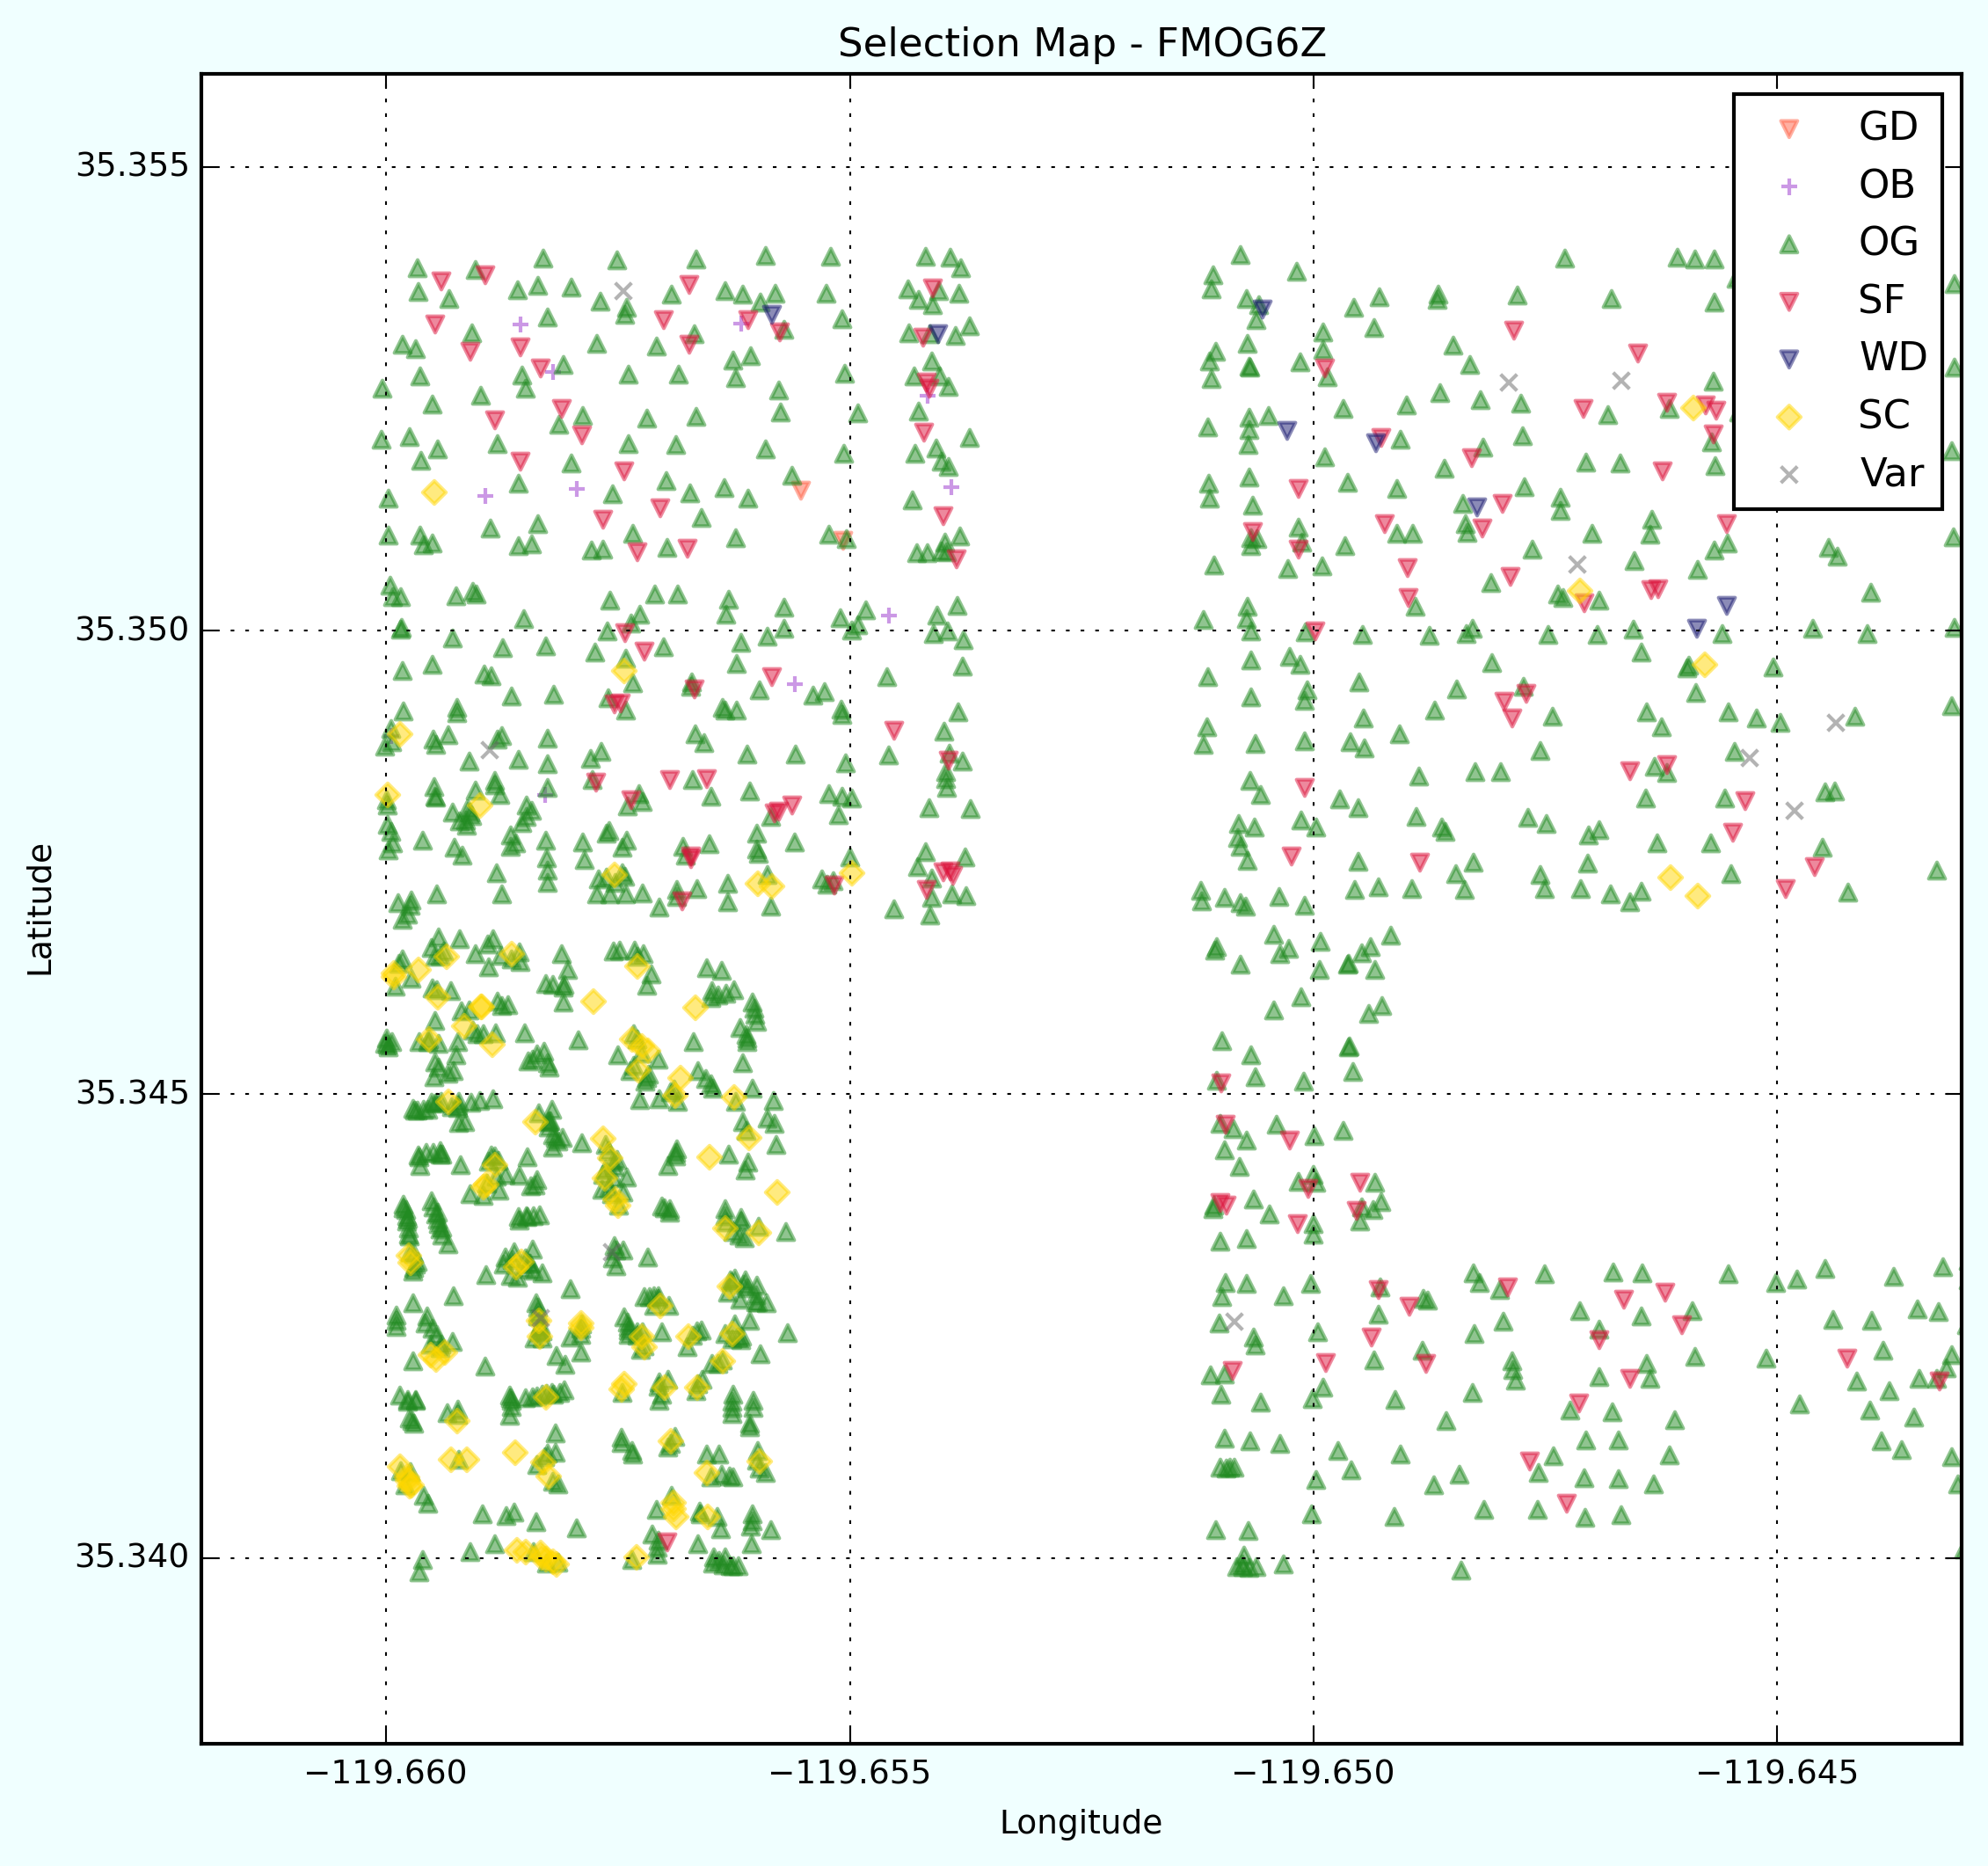 Selection Map - FMOG6Z
GD
OB
OG
SF
WD
SC
Var
35.355
35.350
35.345
35.340
Latitude
−119.660
−119.655
−119.650
−119.645
Longitude